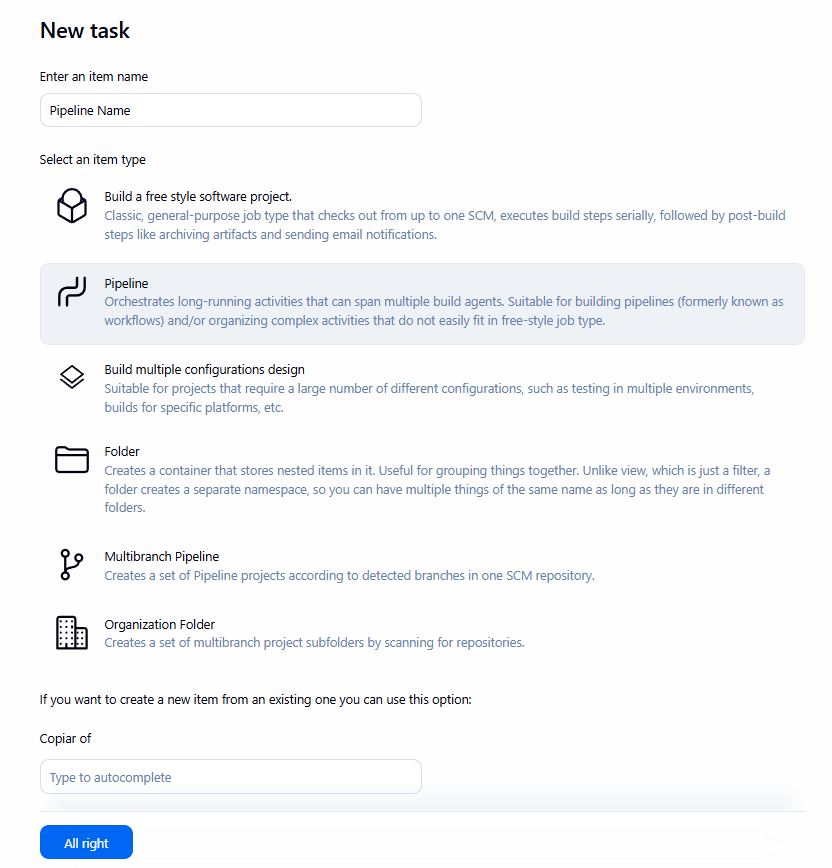 New task
Enter an item name
Pipeline Name
Select an item type
Build a free style software project.
Classic, general-purpose job type that checks out from up to one SCM, executes build steps serially, followed by post-build
steps like archiving artifacts and sending email notifications.
Pipeline
Orchestrates long-running activities that can span multiple build agents. Suitable for building pipelines (formerly known as
workflows) and/or organizing complex activities that do not easily fit in free-style job type.
Build multiple configurations design
Suitable for projects that require a large number of different configurations, such as testing in multiple environments,
builds for specific platforms, etc.
Folder
Creates a container that stores nested items in it. Useful for grouping things together. Unlike view, which is just a filter, a
folder creates a separate namespace, so you can have multiple things of the same name as long as they are in different
folders.
Multibranch Pipeline
Creates a set of Pipeline projects according to detected branches in one SCM repository.
Organization Folder
Creates a set of multibranch project subfolders by scanning for repositories.
If you want to create a new item from an existing one you can use this option:
Copiar of
Type to autocomplete
All right